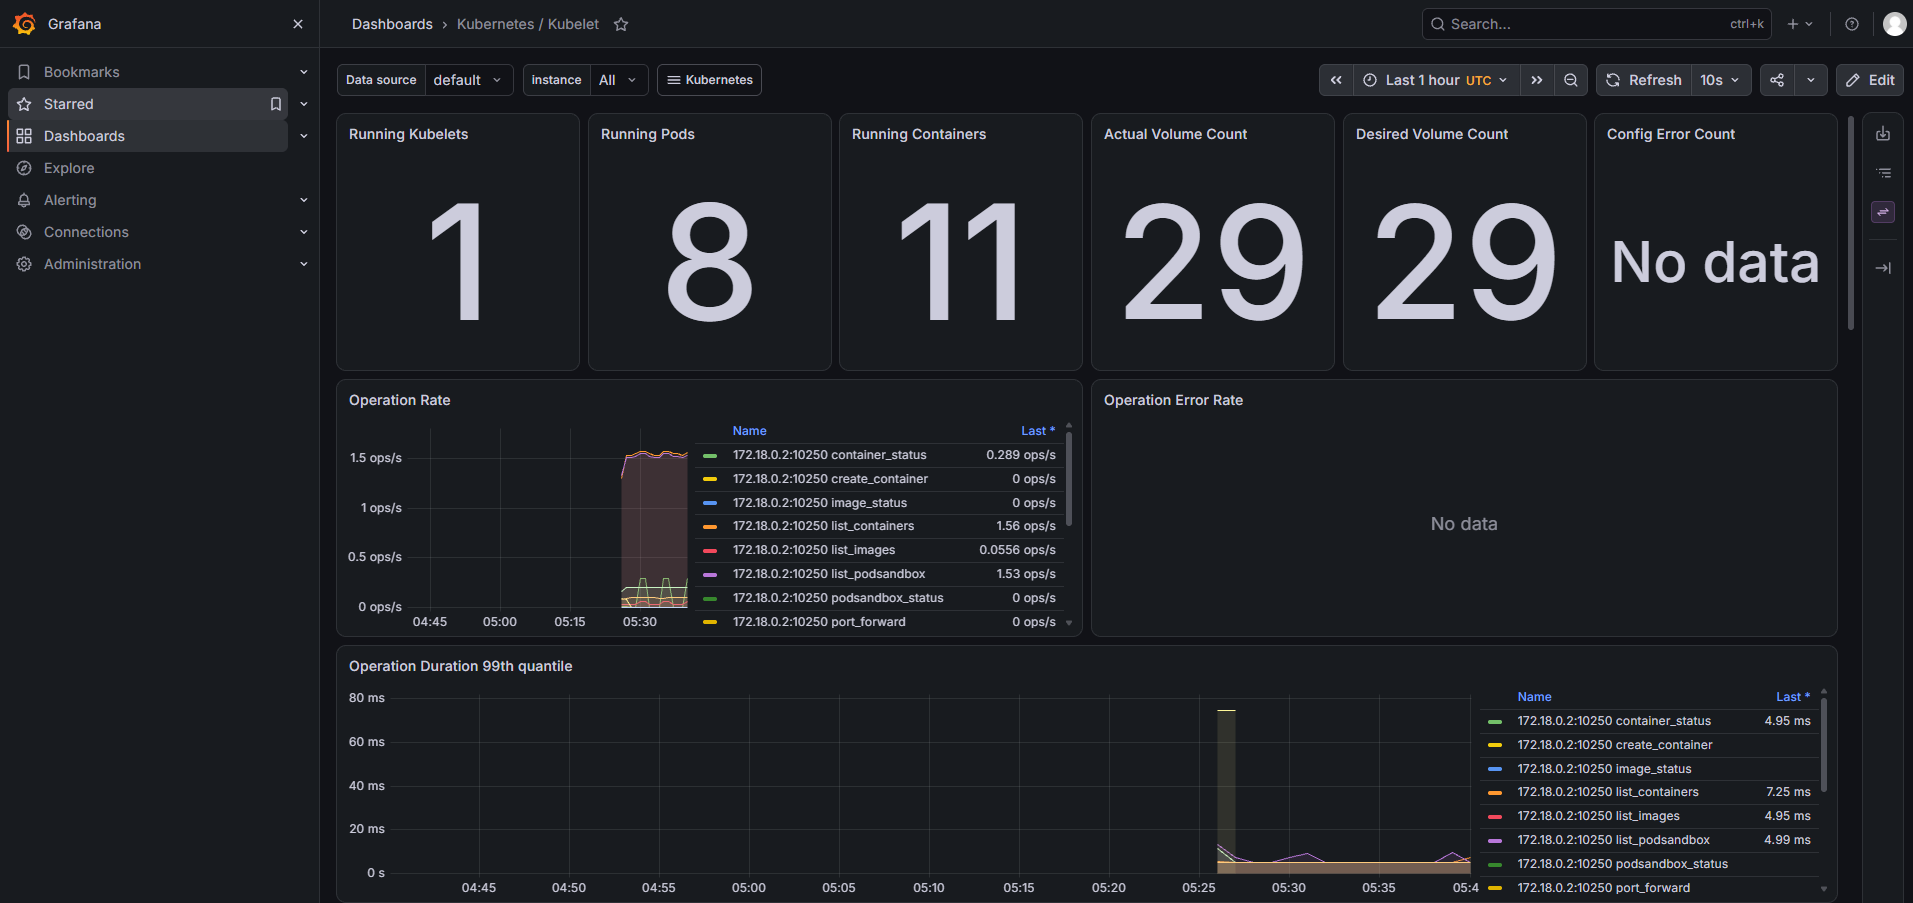 Grafana
Dashboards › Kubernetes / Kubelet
Search...
ctrl+k
Bookmarks
Starred
Dashboards
Explore
Alerting
Connections
Administration
Data source
default
instance
All
Kubernetes
Last 1 hour UTC
Refresh
10s
Edit
Running Kubelets
1
Running Pods
8
Running Containers
11
Actual Volume Count
29
Desired Volume Count
29
Config Error Count
No data
Operation Rate
1.5 ops/s
1 ops/s
0.5 ops/s
0 ops/s
04:45 05:00 05:15 05:30
Name Last *
172.18.0.2:10250 container_status 0.289 ops/s
172.18.0.2:10250 create_container 0 ops/s
172.18.0.2:10250 image_status 0 ops/s
172.18.0.2:10250 list_containers 1.56 ops/s
172.18.0.2:10250 list_images 0.0556 ops/s
172.18.0.2:10250 list_podsandbox 1.53 ops/s
172.18.0.2:10250 podsandbox_status 0 ops/s
172.18.0.2:10250 port_forward 0 ops/s
Operation Error Rate
No data
Operation Duration 99th quantile
80 ms
60 ms
40 ms
20 ms
0 s
04:45 04:50 04:55 05:00 05:05 05:10 05:15 05:20 05:25 05:30 05:35 05:4
Name Last *
172.18.0.2:10250 container_status 4.95 ms
172.18.0.2:10250 create_container
172.18.0.2:10250 image_status
172.18.0.2:10250 list_containers 7.25 ms
172.18.0.2:10250 list_images 4.95 ms
172.18.0.2:10250 list_podsandbox 4.99 ms
172.18.0.2:10250 podsandbox_status
172.18.0.2:10250 port_forward